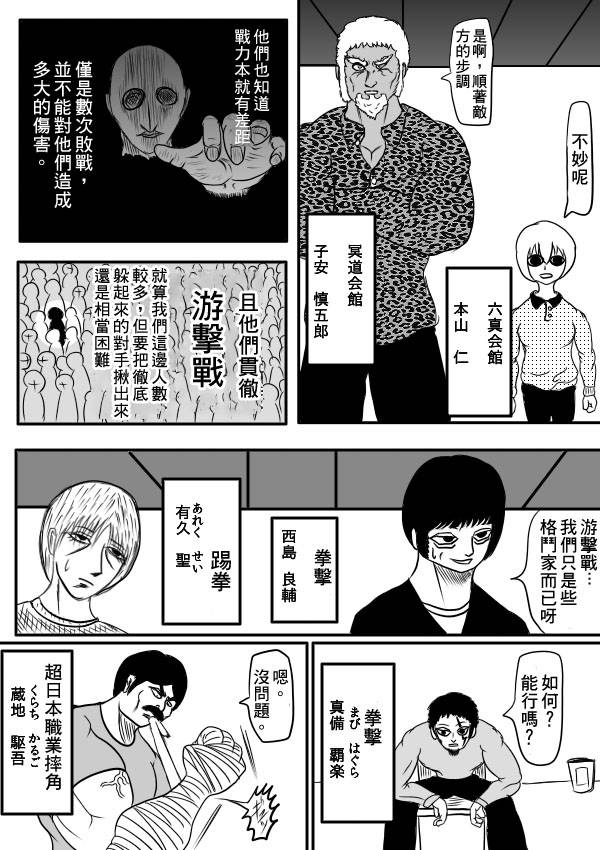 不妙呢
是啊，順著敵
方的步調
六真会館
本山　仁
冥道会館
子安　慎五郎
他們也知道
戰力本就有差距
僅是數次敗戰，
並不能對他們造成
多大的傷害。
且他們貫徹
游擊戰
就算我們這邊人數
較多，但要把徹底
躲起來的對手揪出來
還是相當困難
游擊戰…
我們只是些
格鬥家而已呀
拳擊
西島　良輔
踢拳
有久　聖
あれく　せい
如何？
能行嗎？
拳擊
真備　覇楽
まび　はぐら
嗯。
沒問題。
超日本職業摔角
蔵地　駆吾
くらち　かるご